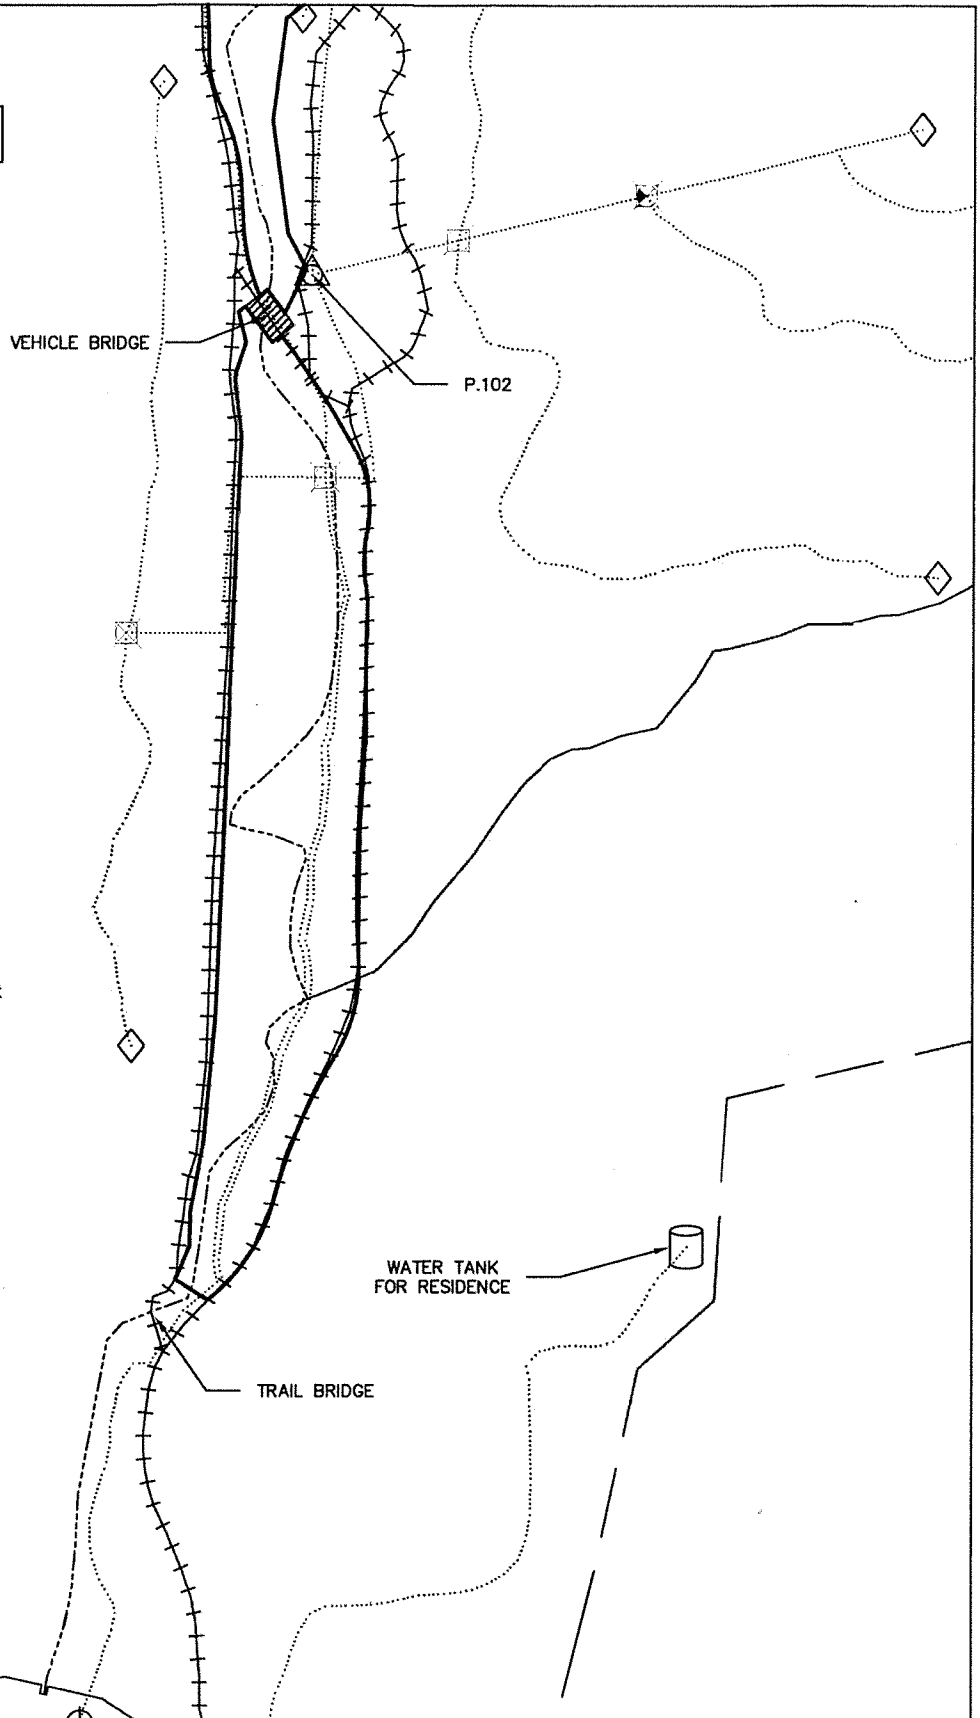 VEHICLE BRIDGE
P.102
WATER TANK
FOR RESIDENCE
TRAIL BRIDGE